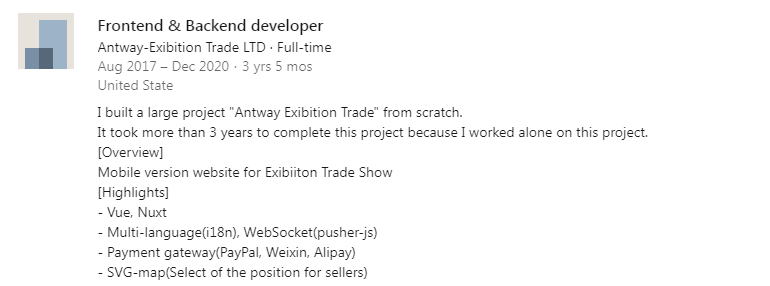 Frontend & Backend developer
Antway-Exibition Trade LTD · Full-time
Aug 2017 – Dec 2020 · 3 yrs 5 mos
United State
I built a large project "Antway Exibition Trade" from scratch.
It took more than 3 years to complete this project because I worked alone on this project.
[Overview]
Mobile version website for Exibiiton Trade Show
[Highlights]
- Vue, Nuxt
- Multi-language(i18n), WebSocket(pusher-js)
- Payment gateway(PayPal, Weixin, Alipay)
- SVG-map(Select of the position for sellers)